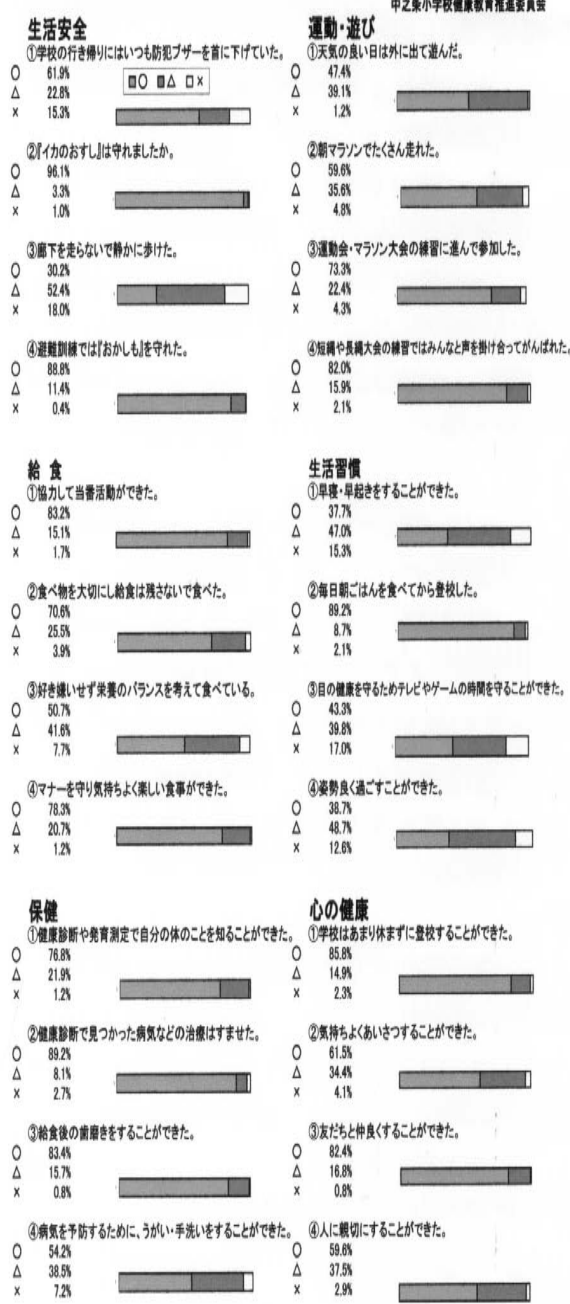 中之条小学校健康教育推進委員会
生活安全
①学校の行き帰りにはいつも防犯ブザーを首に下げていた。
○ 61.9%
△ 22.8%
× 15.3%
■○ ■△ □×
②『イカのおすし』は守れましたか。
○ 96.1%
△ 3.3%
× 1.0%
③廊下を走らないで静かに歩けた。
○ 30.2%
△ 52.4%
× 18.0%
④避難訓練では『おかしも』を守れた。
○ 88.8%
△ 11.4%
× 0.4%
運動・遊び
①天気の良い日は外に出て遊んだ。
○ 47.4%
△ 39.1%
× 1.2%
②朝マラソンでたくさん走れた。
○ 59.6%
△ 35.6%
× 4.8%
③運動会・マラソン大会の練習に進んで参加した。
○ 73.3%
△ 22.4%
× 4.3%
④短縄や長縄大会の練習ではみんなと声を掛け合ってがんばれた。
○ 82.0%
△ 15.9%
× 2.1%
給食
①協力して当番活動ができた。
○ 83.2%
△ 15.1%
× 1.7%
②食べ物を大切にし給食は残さないで食べた。
○ 70.6%
△ 25.5%
× 3.9%
③好き嫌いせず栄養のバランスを考えて食べている。
○ 50.7%
△ 41.6%
× 7.7%
④マナーを守り気持ちよく楽しい食事ができた。
○ 78.3%
△ 20.7%
× 1.2%
生活習慣
①早寝・早起きをすることができた。
○ 37.7%
△ 47.0%
× 15.3%
②毎日朝ごはんを食べてから登校した。
○ 89.2%
△ 8.7%
× 2.1%
③目の健康を守るためテレビやゲームの時間を守ることができた。
○ 43.3%
△ 39.8%
× 17.0%
④姿勢良く過ごすことができた。
○ 38.7%
△ 48.7%
× 12.6%
保健
①健康診断や発育測定で自分の体のことを知ることができた。
○ 76.8%
△ 21.9%
× 1.2%
②健康診断で見つかった病気などの治療はすませた。
○ 89.2%
△ 8.1%
× 2.7%
③給食後の歯磨きをすることができた。
○ 83.4%
△ 15.7%
× 0.8%
④病気を予防するために、うがい・手洗いをすることができた。
○ 54.2%
△ 38.5%
× 7.2%
心の健康
①学校はあまり休まずに登校することができた。
○ 85.8%
△ 14.9%
× 2.3%
②気持ちよくあいさつすることができた。
○ 61.5%
△ 34.4%
× 4.1%
③友だちと仲良くすることができた。
○ 82.4%
△ 16.8%
× 0.8%
④人に親切にすることができた。
○ 59.6%
△ 37.5%
× 2.9%